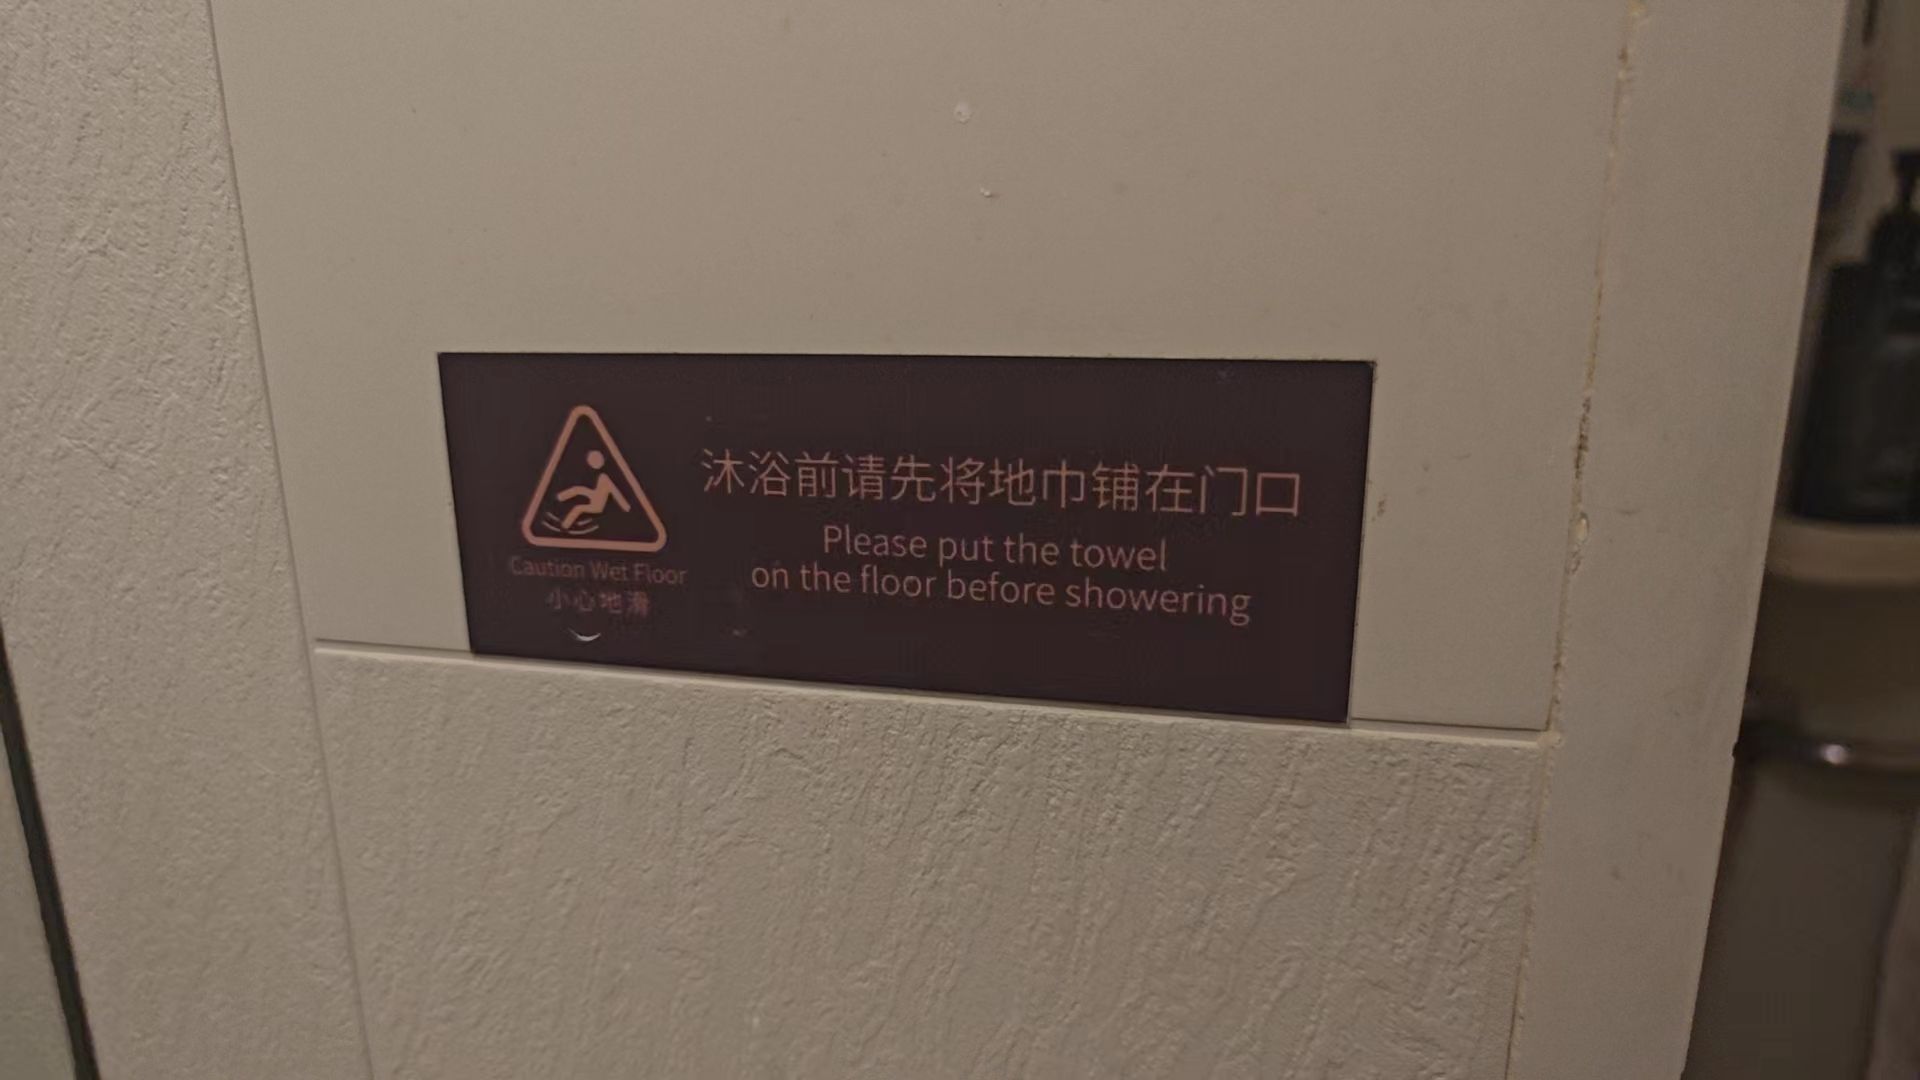 沐浴前请先将地巾铺在门口
Please put the towel
on the floor before showering
Caution Wet Floor
小心地滑